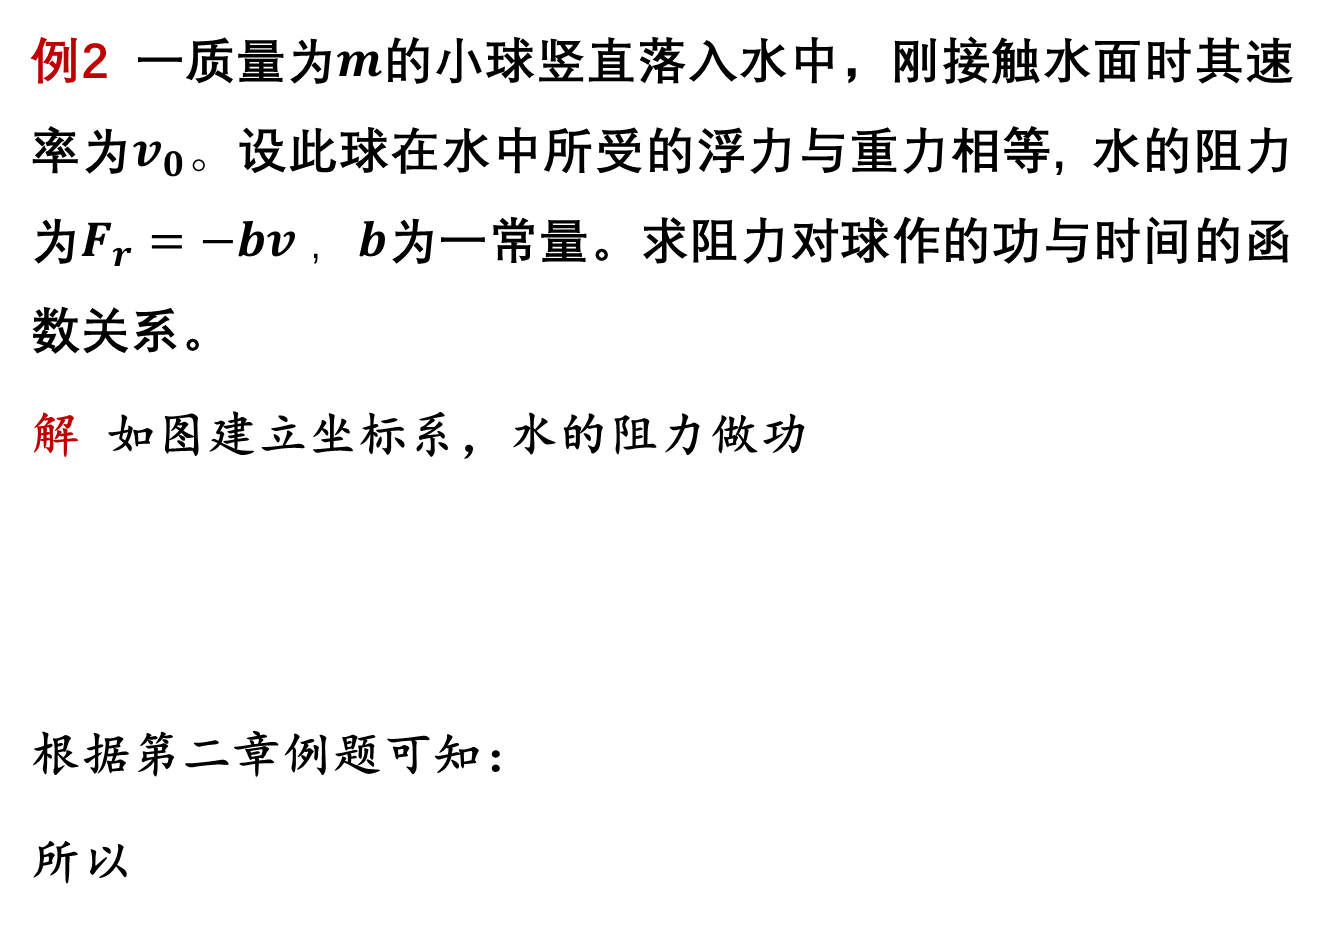 例2 一质量为m的小球竖直落入水中，刚接触水面时其速
率为v₀。设此球在水中所受的浮力与重力相等, 水的阻力
为Fᵣ = −bv , b为一常量。求阻力对球作的功与时间的函
数关系。
解 如图建立坐标系，水的阻力做功
根据第二章例题可知：
所以